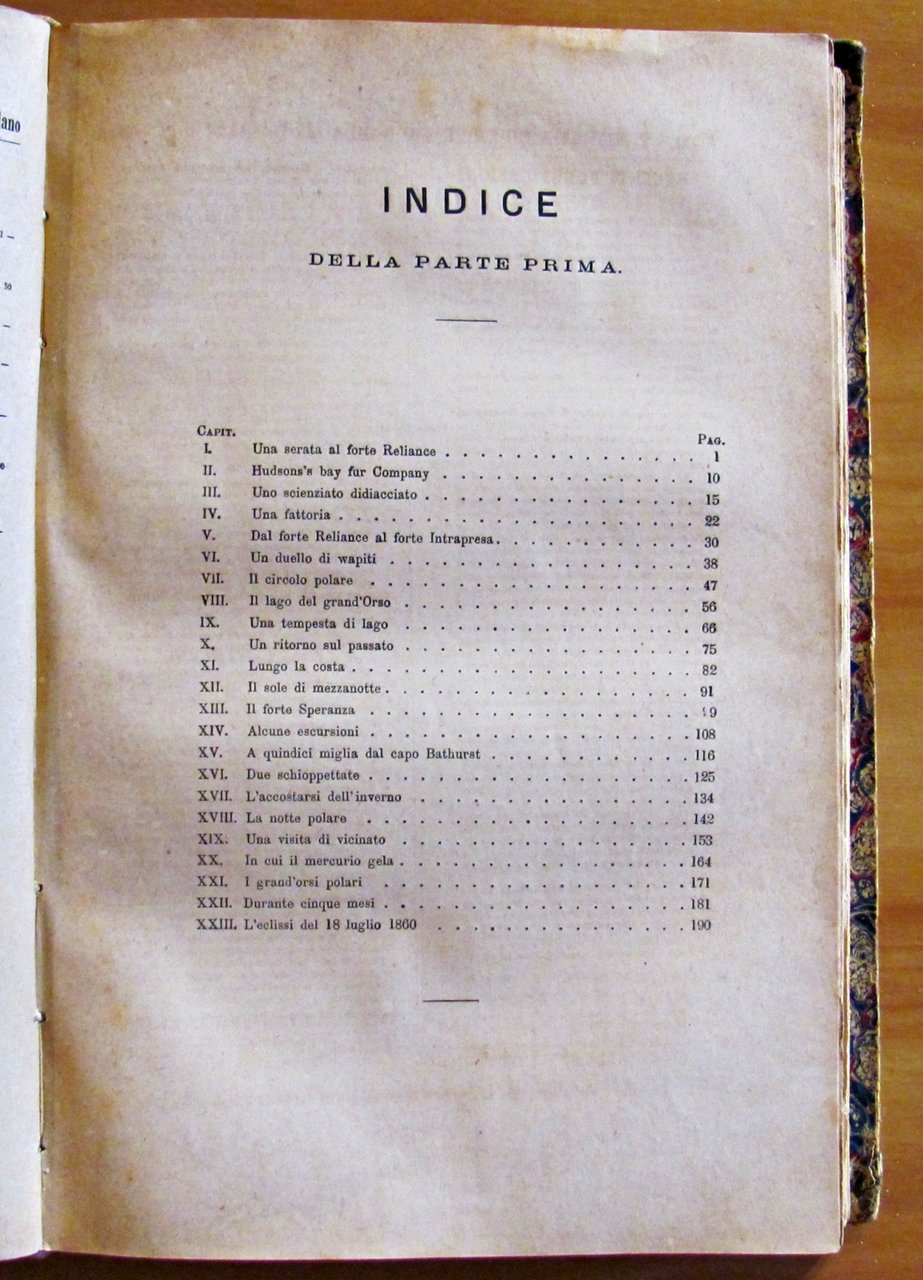 lano
50
INDICE
DELLA PARTE PRIMA.
CAPIT. PAG.
I. Una serata al forte Reliance . . . . . . . . . . . . . . . 1
II. Hudsons's bay fur Company . . . . . . . . . . . . . . . 10
III. Uno scienziato didiacciato . . . . . . . . . . . . . . . 15
IV. Una fattoria . . . . . . . . . . . . . . . . . . . . 22
V. Dal forte Reliance al forte Intrapresa. . . . . . . . . . . . 30
VI. Un duello di wapiti . . . . . . . . . . . . . . . . . 38
VII. Il circolo polare . . . . . . . . . . . . . . . . . . 47
VIII. Il lago del grand'Orso . . . . . . . . . . . . . . . . 56
IX. Una tempesta di lago . . . . . . . . . . . . . . . . 66
X. Un ritorno sul passato . . . . . . . . . . . . . . . . 75
XI. Lungo la costa . . . . . . . . . . . . . . . . . . . 82
XII. Il sole di mezzanotte . . . . . . . . . . . . . . . . . 91
XIII. Il forte Speranza . . . . . . . . . . . . . . . . . . 9
XIV. Alcune escursioni . . . . . . . . . . . . . . . . . . 108
XV. A quindici miglia dal capo Bathurst . . . . . . . . . . . . 116
XVI. Due schioppettate . . . . . . . . . . . . . . . . . . 125
XVII. L'accostarsi dell'inverno . . . . . . . . . . . . . . . 134
XVIII. La notte polare . . . . . . . . . . . . . . . . . . 142
XIX. Una visita di vicinato . . . . . . . . . . . . . . . . 153
XX. In cui il mercurio gela . . . . . . . . . . . . . . . . 164
XXI. I grand'orsi polari . . . . . . . . . . . . . . . . . 171
XXII. Durante cinque mesi . . . . . . . . . . . . . . . . . 181
XXIII. L'eclissi del 18 luglio 1860 . . . . . . . . . . . . . . 190